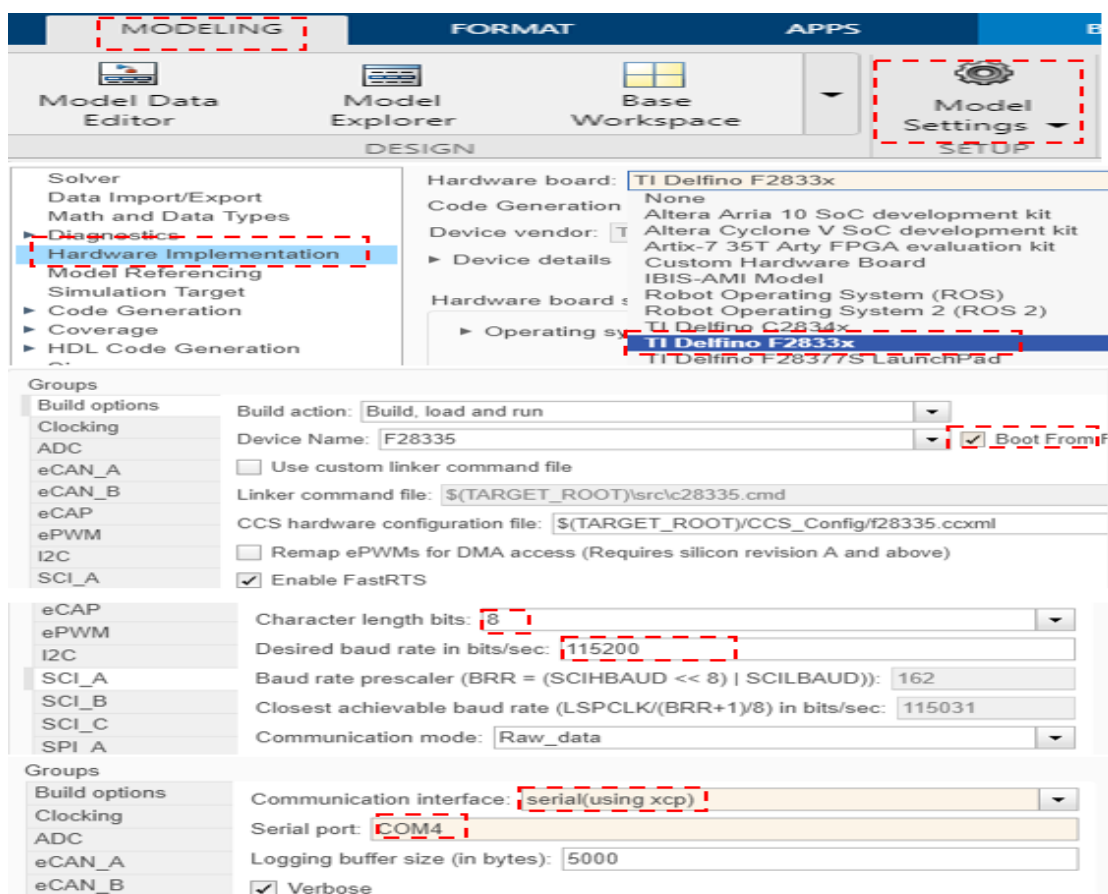 MODELING FORMAT APPS
Model Data Editor
Model Explorer
Base Workspace
Model Settings
DESIGN
SETUP
Solver
Data Import/Export
Math and Data Types
Diagnostics
Hardware Implementation
Model Referencing
Simulation Target
Code Generation
Coverage
HDL Code Generation
Hardware board: TI Delfino F2833x
Code Generation
Device vendor:
Device details
Hardware board
Operating
None
Altera Arria 10 SoC development kit
Altera Cyclone V SoC development kit
Artix-7 35T Arty FPGA evaluation kit
Custom Hardware Board
IBIS-AMI Model
Robot Operating System (ROS)
Robot Operating System 2 (ROS 2)
TI Delfino C2834x
TI Delfino F2833x
TI Delfino F28377S LaunchPad
Groups
Build options
Clocking
ADC
eCAN_A
eCAN_B
eCAP
ePWM
I2C
SCI_A
Build action: Build, load and run
Device Name: F28335 Boot From
Use custom linker command file
Linker command file: $(TARGET_ROOT)\src\c28335.cmd
CCS hardware configuration file: $(TARGET_ROOT)/CCS_Config/f28335.ccxml
Remap ePWMs for DMA access (Requires silicon revision A and above)
Enable FastRTS
eCAP
ePWM
I2C
SCI_A
SCI_B
SCI_C
SPI_A
Character length bits: 8
Desired baud rate in bits/sec: 115200
Baud rate prescaler (BRR = (SCIHBAUD << 8) | SCILBAUD)): 162
Closest achievable baud rate (LSPCLK/(BRR+1)/8) in bits/sec: 115031
Communication mode: Raw_data
Groups
Build options
Clocking
ADC
eCAN_A
eCAN_B
Communication interface: serial(using xcp)
Serial port: COM4
Logging buffer size (in bytes): 5000
Verbose